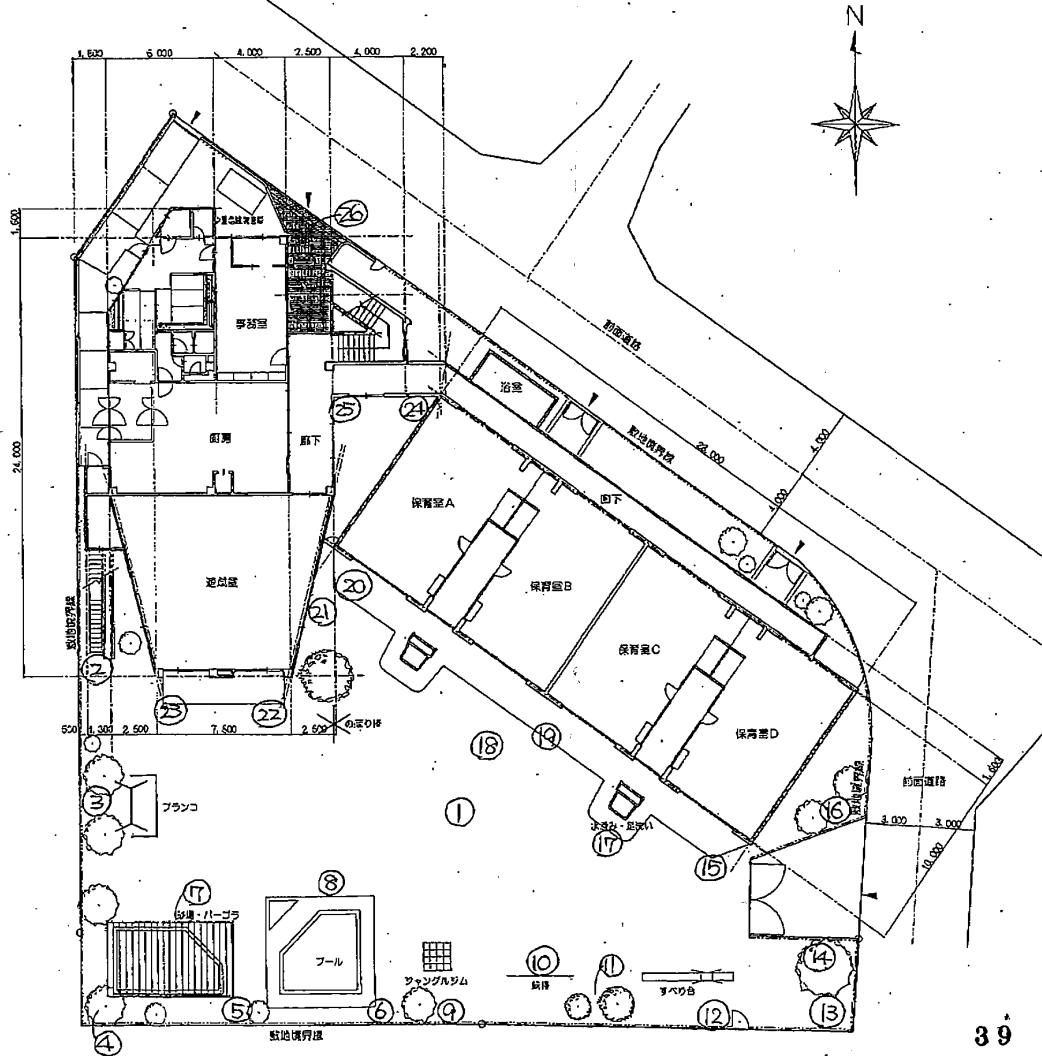 N
1,500 6,000 4,000 2,500 4,000 2,200
1,600
㉖
事務室
前面道路
浴室
敷地境界線
23,000
4,000
4,000
㉕ ㉔
厨房
廊下
廊下
24,000
保育室A
遊戯室
保育室B
⑳
㉑
敷地境界線
保育室C
②
㉓ ㉒
の戻り機
500 1,300 2,500 7,500 2,500
⑱ ⑲
保育室D
1,600
前面道路
敷地境界線
③
ブランコ
①
⑯
水飲み・足洗い
⑰
3,000 3,000
10,000
⑮
⑰
⑧
砂場・パーゴラ
プール
⑩
⑪
⑭
ジャングルジム
鉄棒
すべり台
⑤ ⑥ ⑨ ⑫ ⑬
④
敷地境界線
39